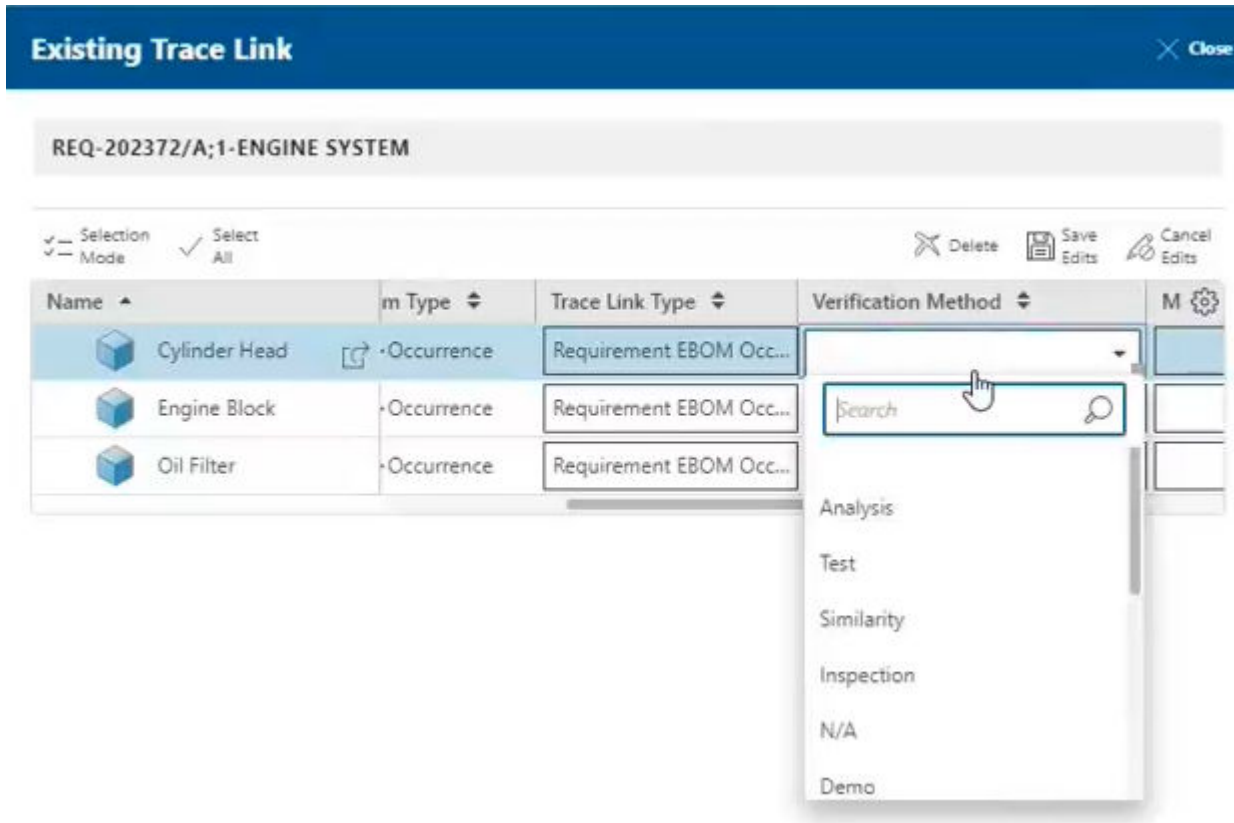 Existing Trace Link
Close
REQ-202372/A;1-ENGINE SYSTEM
Selection Mode
Select All
Delete
Save Edits
Cancel Edits
Name m Type Trace Link Type Verification Method M
Cylinder Head Occurrence Requirement EBOM Occ...
Engine Block Occurrence Requirement EBOM Occ...
Oil Filter Occurrence Requirement EBOM Occ...
Search
Analysis
Test
Similarity
Inspection
N/A
Demo